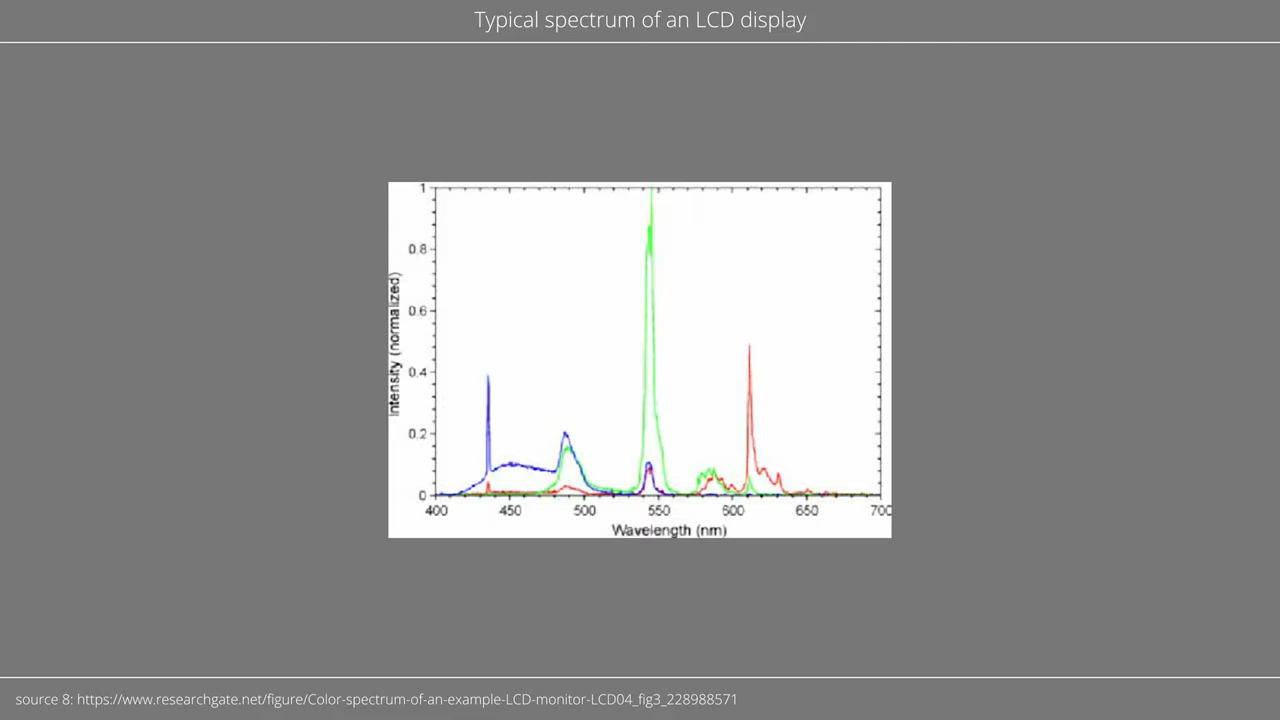 Typical spectrum of an LCD display
1
0.8
0.6
0.4
0.2
0
Intensity (normalized)
400 450 500 550 600 650 700
Wavelength (nm)
source 8: https://www.researchgate.net/figure/Color-spectrum-of-an-example-LCD-monitor-LCD04_fig3_228988571